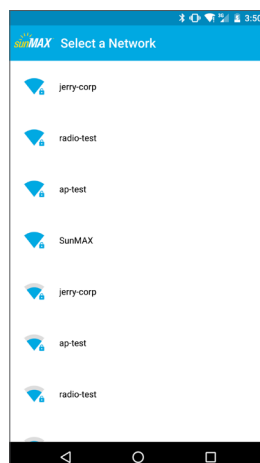 3:50
sunMAX Select a Network
jerry-corp
radio-test
ap-test
SunMAX
jerry-corp
ap-test
radio-test